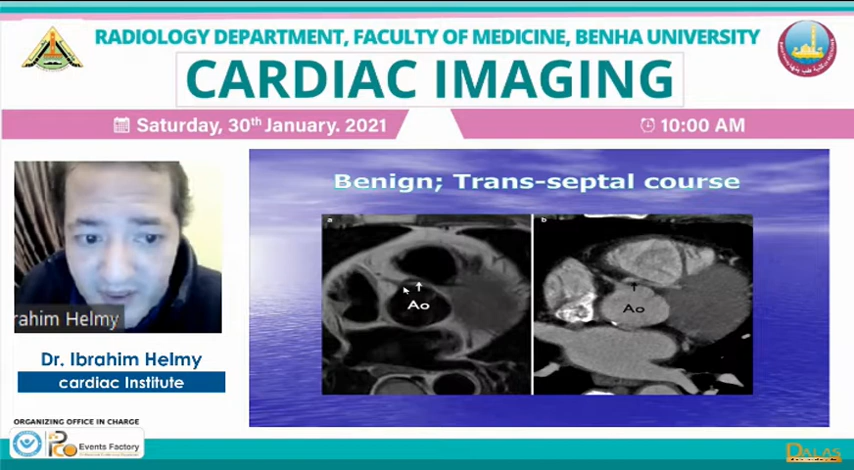 RADIOLOGY DEPARTMENT, FACULTY OF MEDICINE, BENHA UNIVERSITY
CARDIAC IMAGING
Saturday, 30th January. 2021
10:00 AM
Benign; Trans-septal course
a
b
Ao
Ao
rahim Helmy
Dr. Ibrahim Helmy
cardiac Institute
ORGANIZING OFFICE IN CHARGE
Pco Events Factory